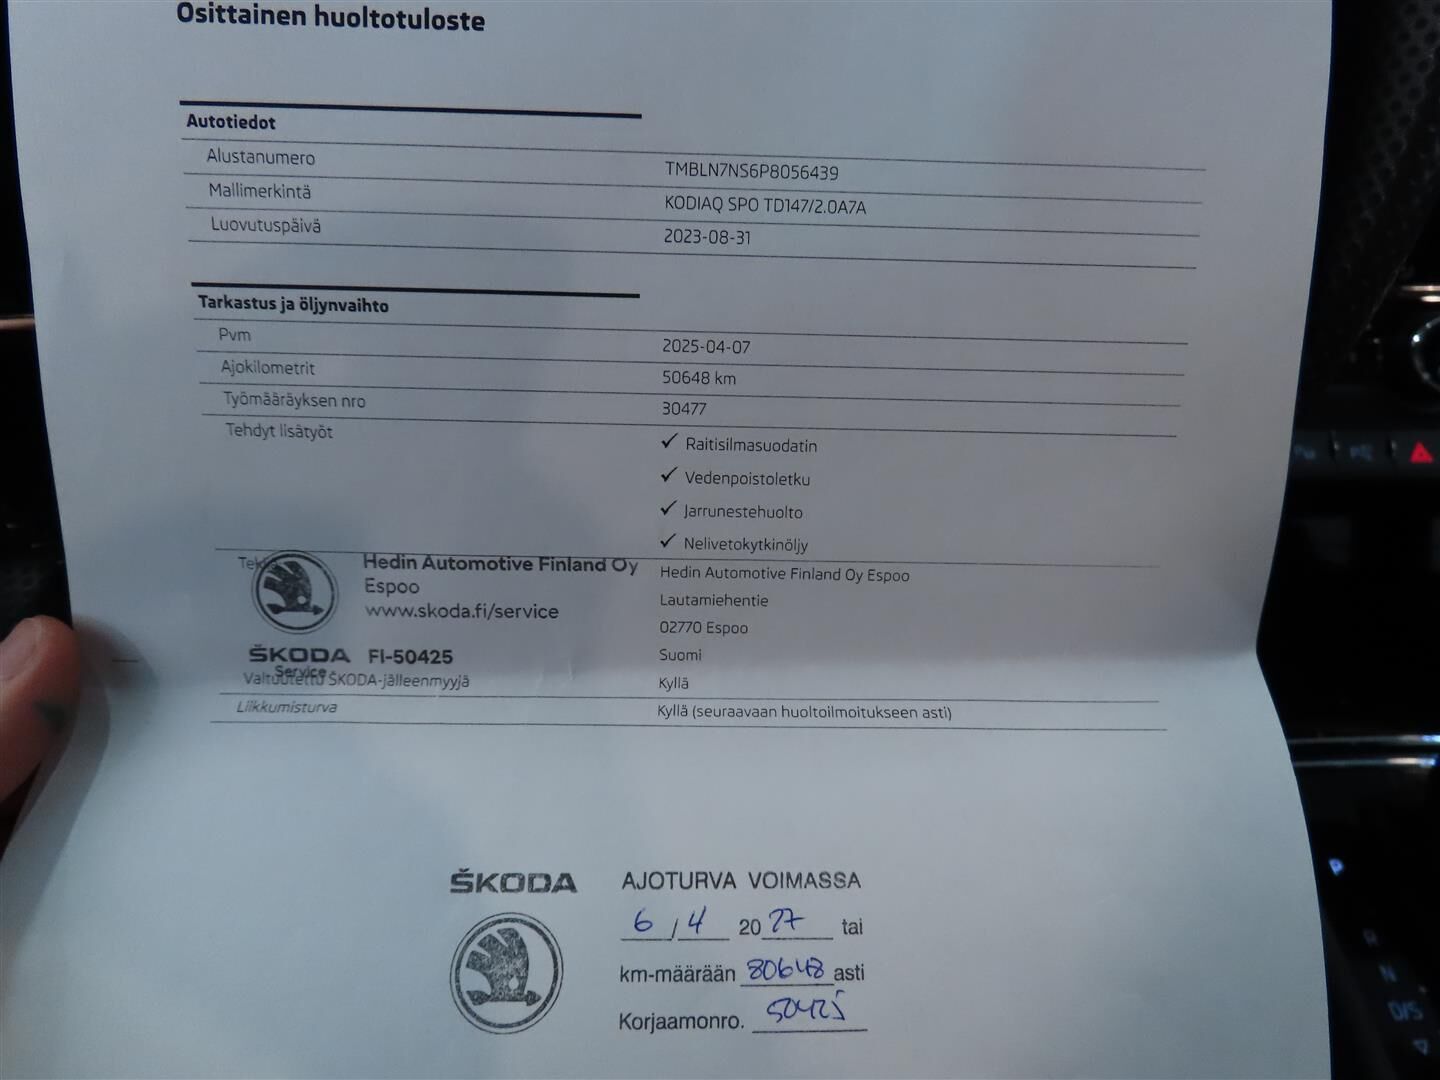 Osittainen huoltotuloste
Autotiedot
Alustanumero TMBLN7NS6P8056439
Mallimerkintä KODIAQ SPO TD147/2.0A7A
Luovutuspäivä 2023-08-31
Tarkastus ja öljynvaihto
Pvm 2025-04-07
Ajokilometrit 50648 km
Työmääräyksen nro 30477
Tehdyt lisätyöt ✓ Raitisilmasuodatin
✓ Vedenpoistoletku
✓ Jarrunestehuolto
✓ Nelivetokytkinöljy
Hedin Automotive Finland Oy
Espoo
www.skoda.fi/service
ŠKODA FI-50425
Service
Hedin Automotive Finland Oy Espoo
Lautamiehentie
02770 Espoo
Suomi
Valtuutettu ŠKODA-jälleenmyyjä Kyllä
Liikkumisturva Kyllä (seuraavaan huoltoilmoitukseen asti)
ŠKODA AJOTURVA VOIMASSA
6 / 4 20 27 tai
km-määrään 80648 asti
Korjaamonro. 50425
P
R
N
D/S